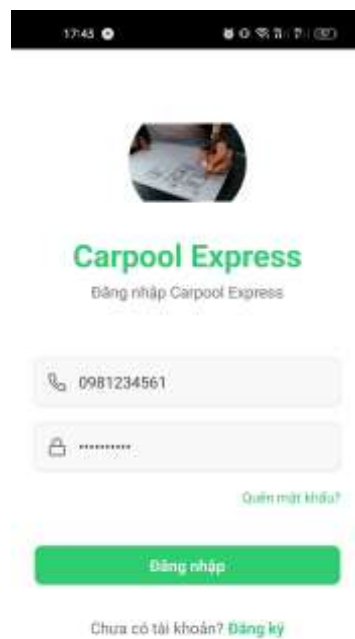 17:43
Carpool Express
Đăng nhập Carpool Express
0981234561
••••••••••
Quên mật khẩu?
Đăng nhập
Chưa có tài khoản? Đăng ký